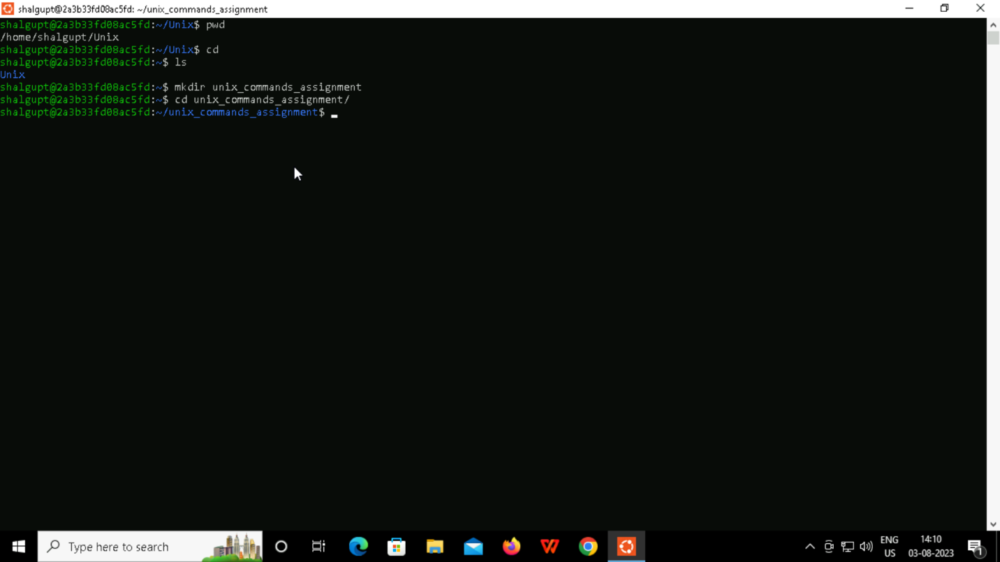 shalgupt@2a3b33fd08ac5fd: ~/unix_commands_assignment
shalgupt@2a3b33fd08ac5fd:~/Unix$ pwd
/home/shalgupt/Unix
shalgupt@2a3b33fd08ac5fd:~/Unix$ cd
shalgupt@2a3b33fd08ac5fd:~$ ls
Unix
shalgupt@2a3b33fd08ac5fd:~$ mkdir unix_commands_assignment
shalgupt@2a3b33fd08ac5fd:~$ cd unix_commands_assignment/
shalgupt@2a3b33fd08ac5fd:~/unix_commands_assignment$
Type here to search
ENG
US
14:10
03-08-2023
1